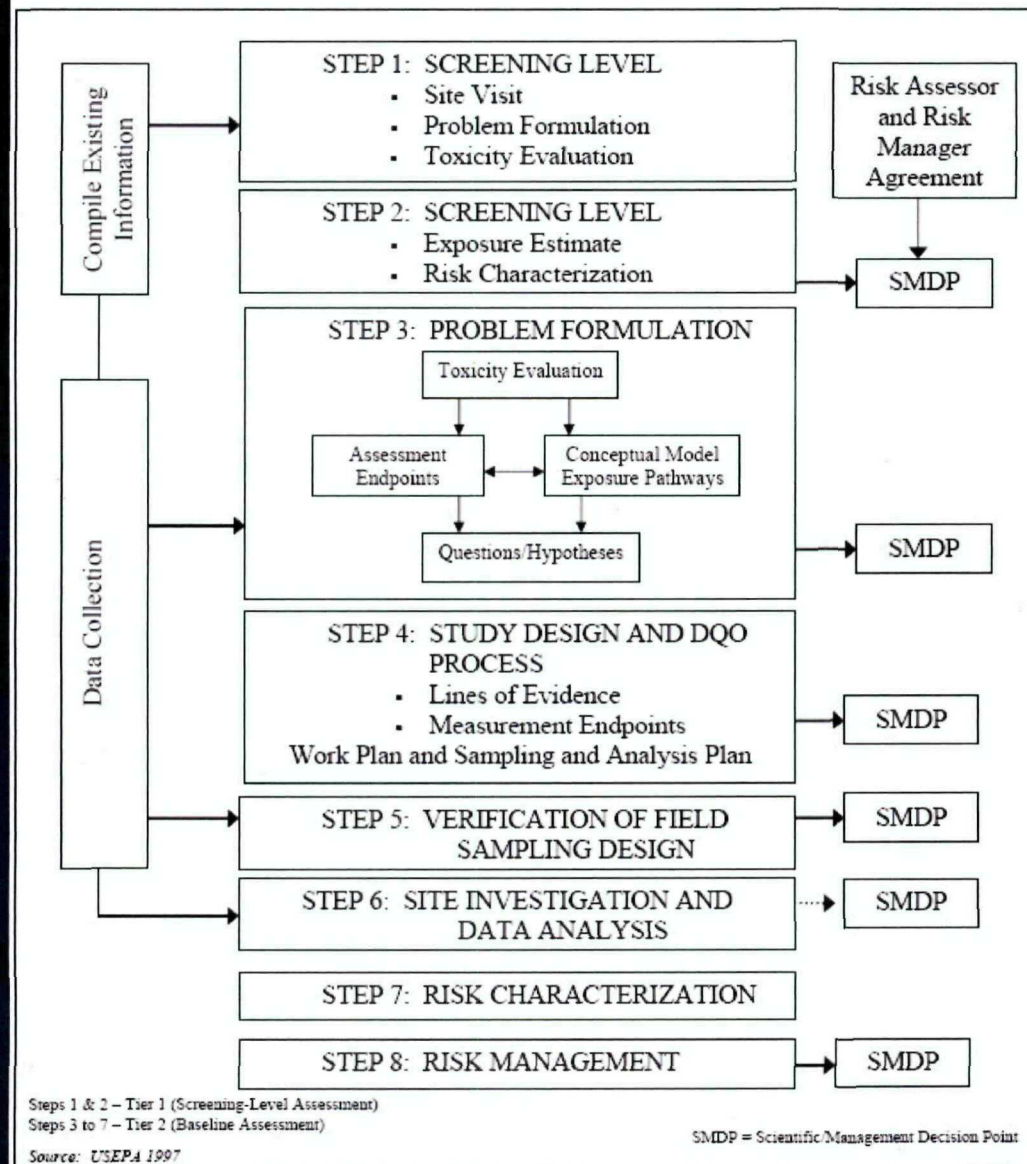 Compile Existing
Information
STEP 1: SCREENING LEVEL
▪ Site Visit
▪ Problem Formulation
▪ Toxicity Evaluation
Risk Assessor
and Risk
Manager
Agreement
STEP 2: SCREENING LEVEL
▪ Exposure Estimate
▪ Risk Characterization
SMDP
Data Collection
STEP 3: PROBLEM FORMULATION
Toxicity Evaluation
Assessment
Endpoints
Conceptual Model
Exposure Pathways
Questions/Hypotheses
SMDP
STEP 4: STUDY DESIGN AND DQO
PROCESS
▪ Lines of Evidence
▪ Measurement Endpoints
Work Plan and Sampling and Analysis Plan
SMDP
STEP 5: VERIFICATION OF FIELD
SAMPLING DESIGN
SMDP
STEP 6: SITE INVESTIGATION AND
DATA ANALYSIS
SMDP
STEP 7: RISK CHARACTERIZATION
STEP 8: RISK MANAGEMENT
SMDP
Steps 1 & 2 – Tier 1 (Screening-Level Assessment)
Steps 3 to 7 – Tier 2 (Baseline Assessment)
SMDP = Scientific/Management Decision Point
Source: USEPA 1997